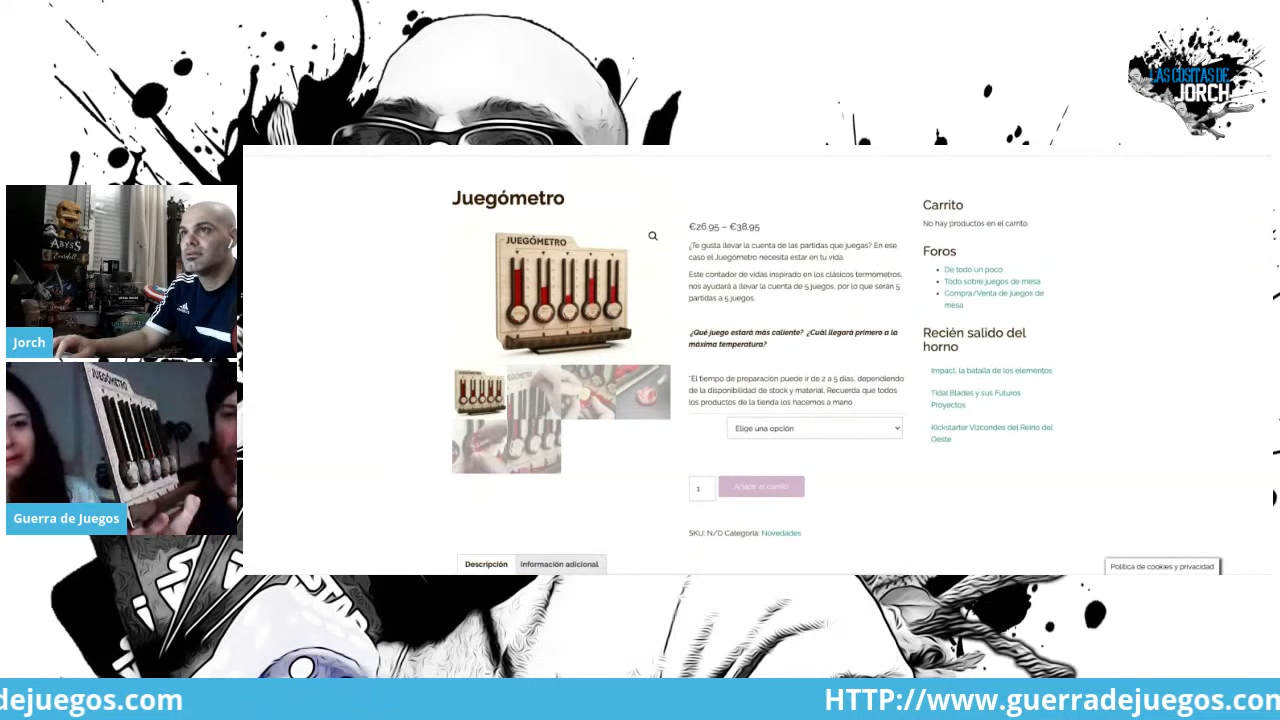 LAS COSITAS DE
JORCH
Juegómetro
JUEGÓMETRO
€26.95 – €38.95
¿Te gusta llevar la cuenta de las partidas que juegas? En ese
caso el Juegómetro necesita estar en tu vida.
Este contador de vidas inspirado en los clásicos termómetros,
nos ayudará a llevar la cuenta de 5 juegos, por lo que serán 5
partidas a 5 juegos.
¿Qué juego estará más caliente? ¿Cuál llegará primero a la
máxima temperatura?
*El tiempo de preparación puede ir de 2 a 5 días, dependiendo
de la disponibilidad de stock y material. Recuerda que todos
los productos de la tienda los hacemos a mano
Elige una opción
1
Añadir al carrito
SKU: N/D Categoría: Novedades
Descripción
Información adicional
Carrito
No hay productos en el carrito.
Foros
De todo un poco
Todo sobre juegos de mesa
Compra/Venta de juegos de
mesa
Recién salido del
horno
Impact, la batalla de los elementos
Tidal Blades y sus Futuros
Proyectos
Kickstarter Vizcondes del Reino del
Oeste
Política de cookies y privacidad
ABYSS
Jorch
JUEGÓMETRO
Guerra de Juegos
dejuegos.com
HTTP://www.guerradejuegos.com